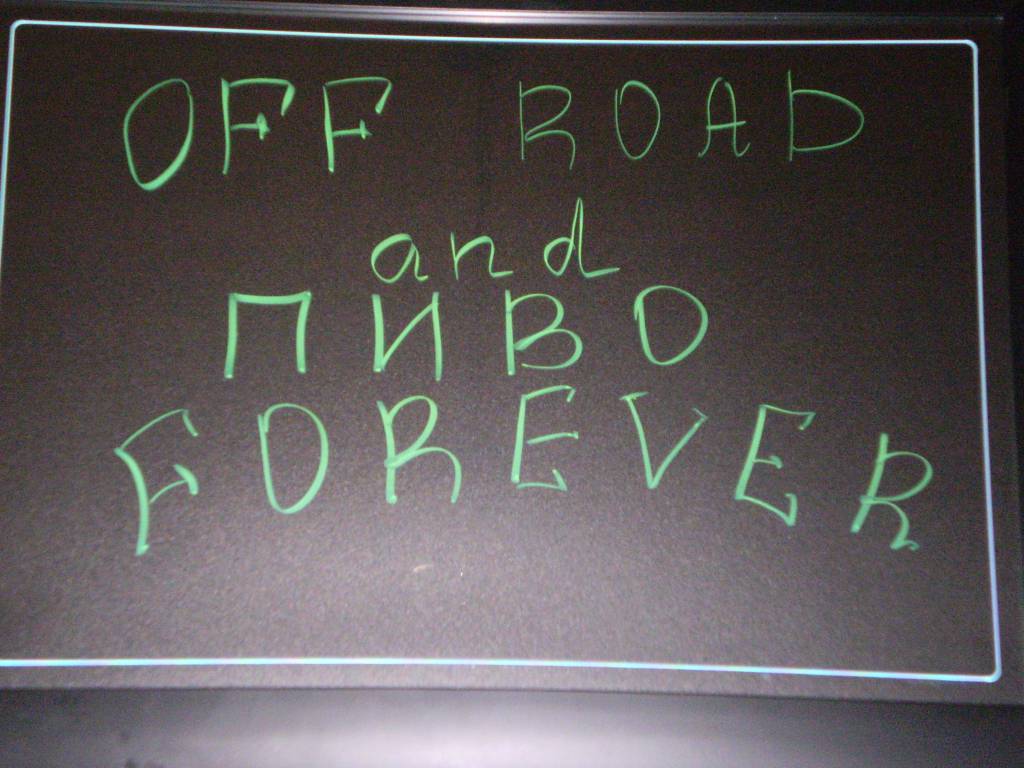 OFF ROAD
and
ПИВО
FOREVER